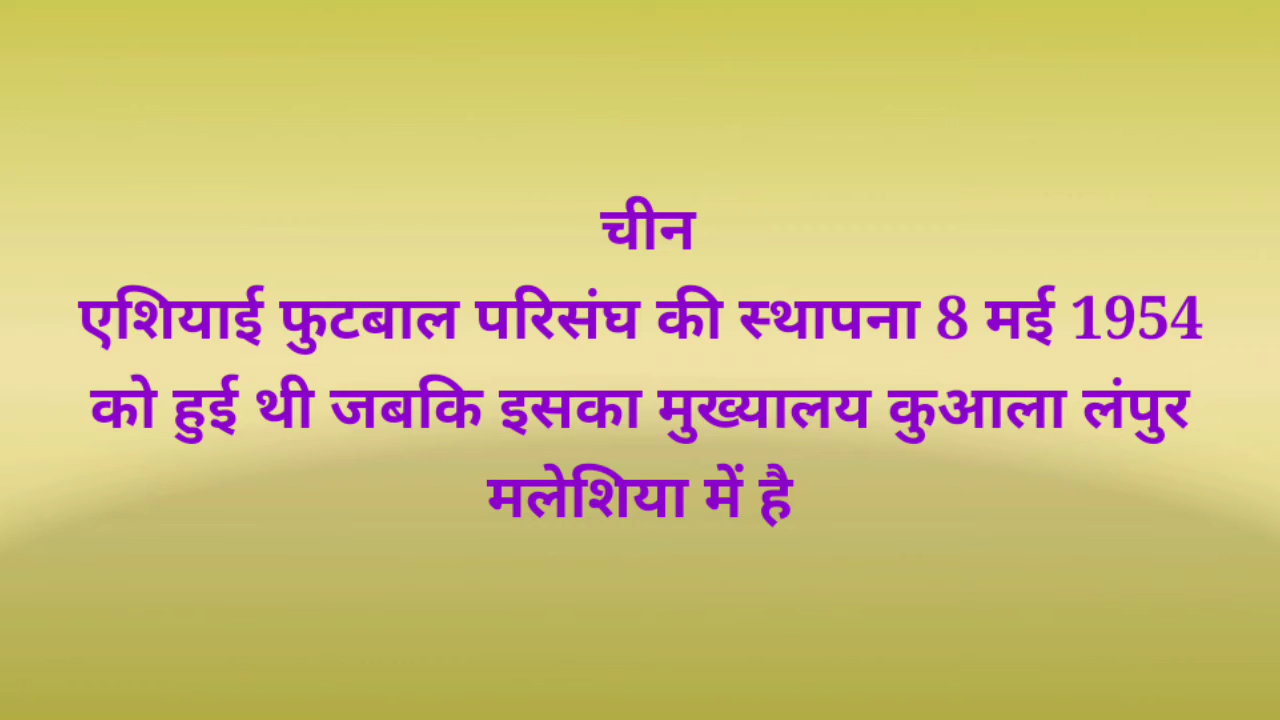 चीन
एशियाई फुटबाल परिसंघ की स्थापना 8 मई 1954
को हुई थी जबकि इसका मुख्यालय कुआला लंपुर
मलेशिया में है